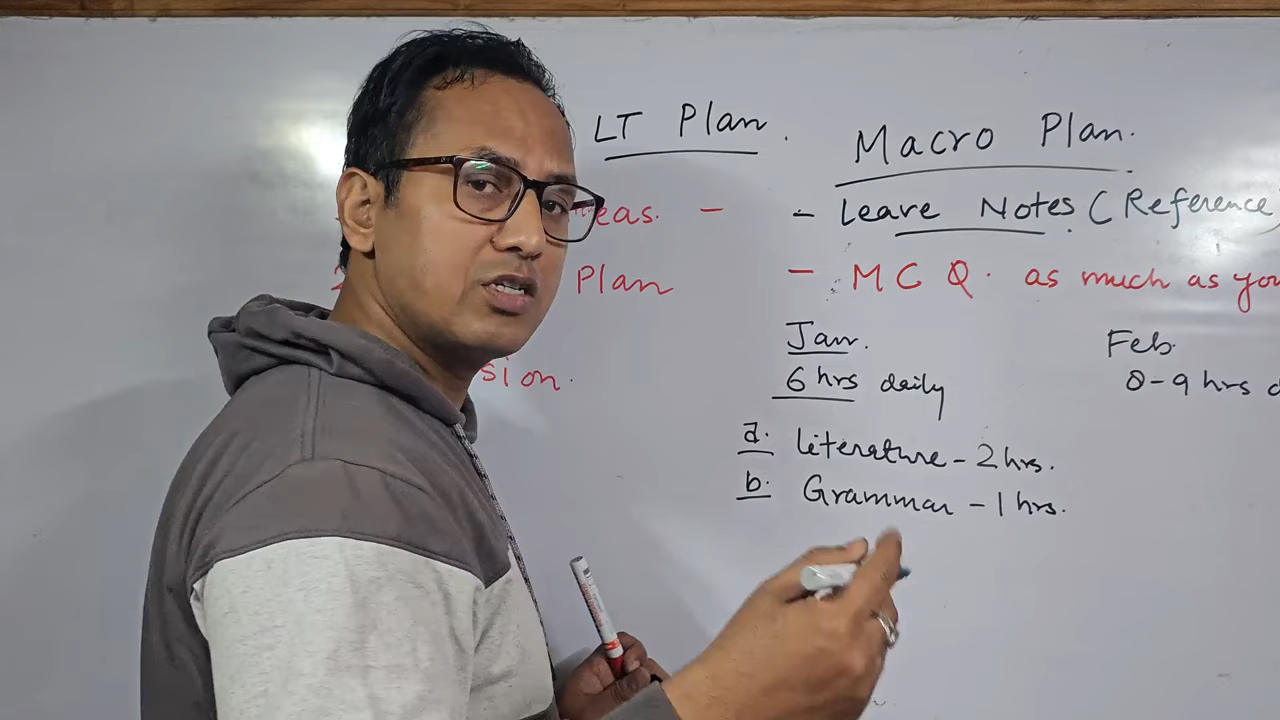 LT Plan.
Macro Plan.
eas. -
- Leave Notes (Reference,
2 Plan
- M C Q. as much as you
Jan.
Feb.
6 hrs daily
8-9 hrs d
sion.
a. Literature - 2 hrs.
b. Grammar - 1 hrs.